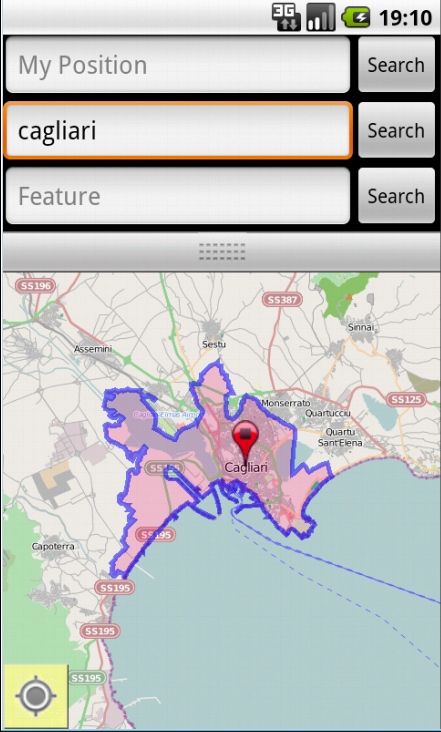 3G 19:10
My Position Search
cagliari Search
Feature Search
SS196
SS387
Sinnai
Sestu
Assemini
SS125
Monserrato
Quartucciu
Quartu
Sant'Elena
Cagliari
SS195
Capoterra
SS195
SS195
SS195